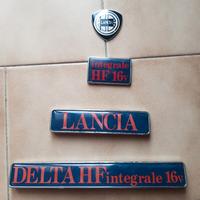 LANCIA
integrale
HF 16v
LANCIA
DELTA HF integrale 16v